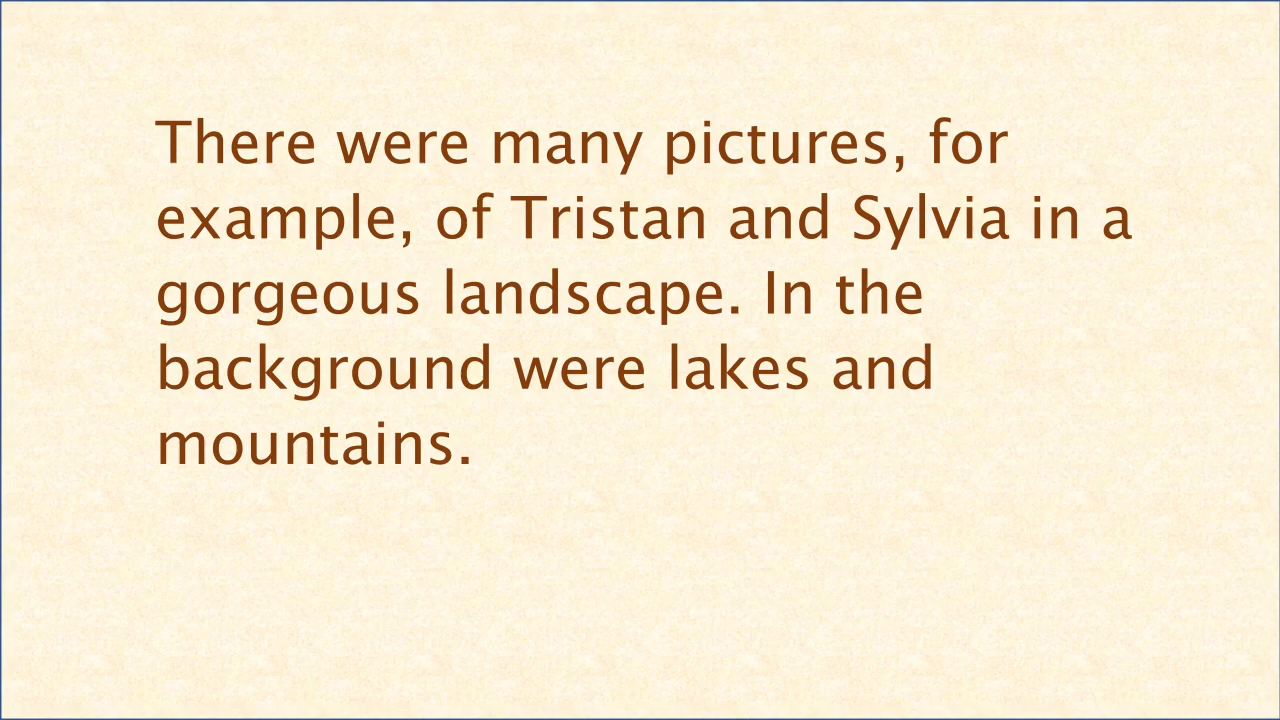 There were many pictures, for
example, of Tristan and Sylvia in a
gorgeous landscape. In the
background were lakes and
mountains.